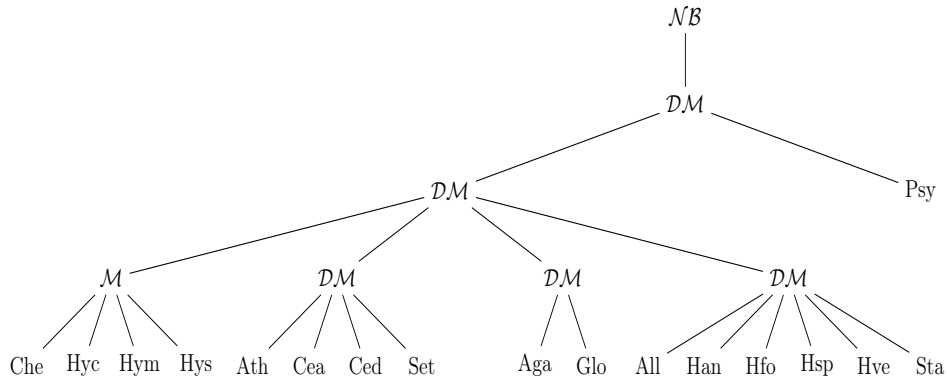 𝒩ℬ
𝒟ℳ
𝒟ℳ Psy
ℳ 𝒟ℳ 𝒟ℳ 𝒟ℳ
Che Hyc Hym Hys Ath Cea Ced Set Aga Glo All Han Hfo Hsp Hve Sta